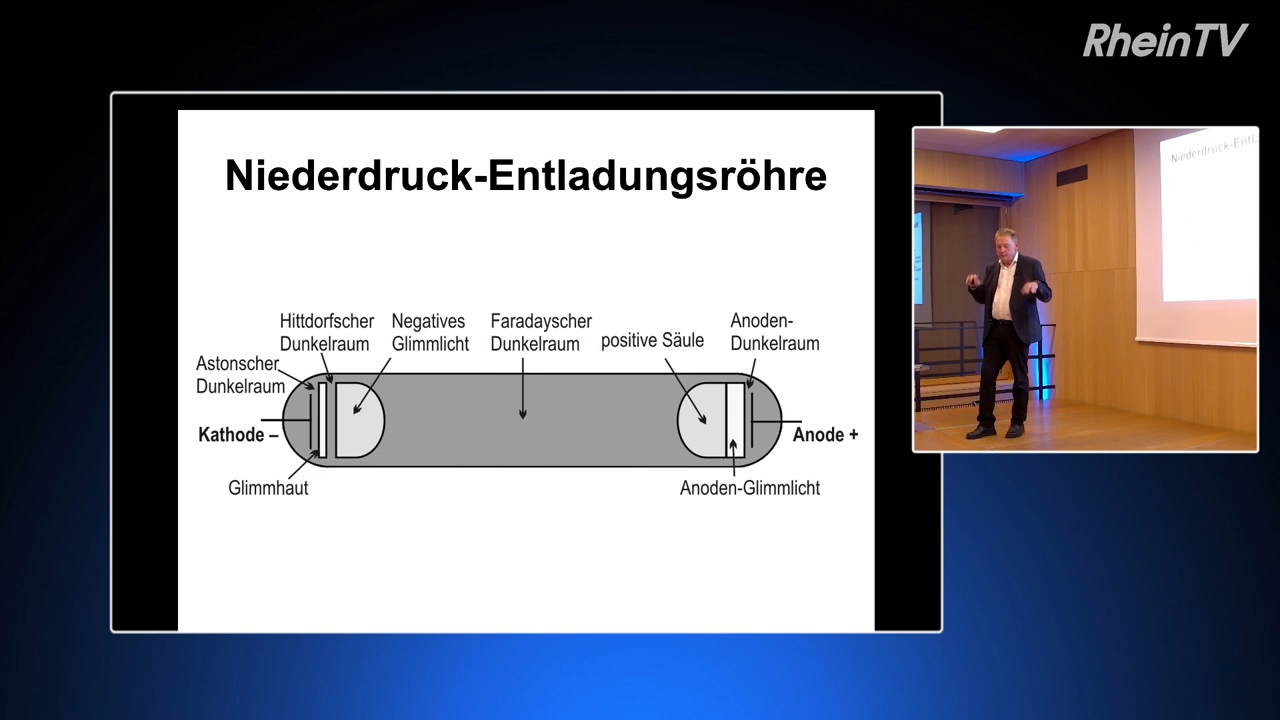 RheinTV
Niederdruck-Entladungsröhre
Niederdruck-Entla
Hittdorfscher
Dunkelraum
Negatives
Glimmlicht
Faradayscher
Dunkelraum
positive Säule
Anoden-
Dunkelraum
Astonscher
Dunkelraum
Kathode –
Anode +
Glimmhaut
Anoden-Glimmlicht